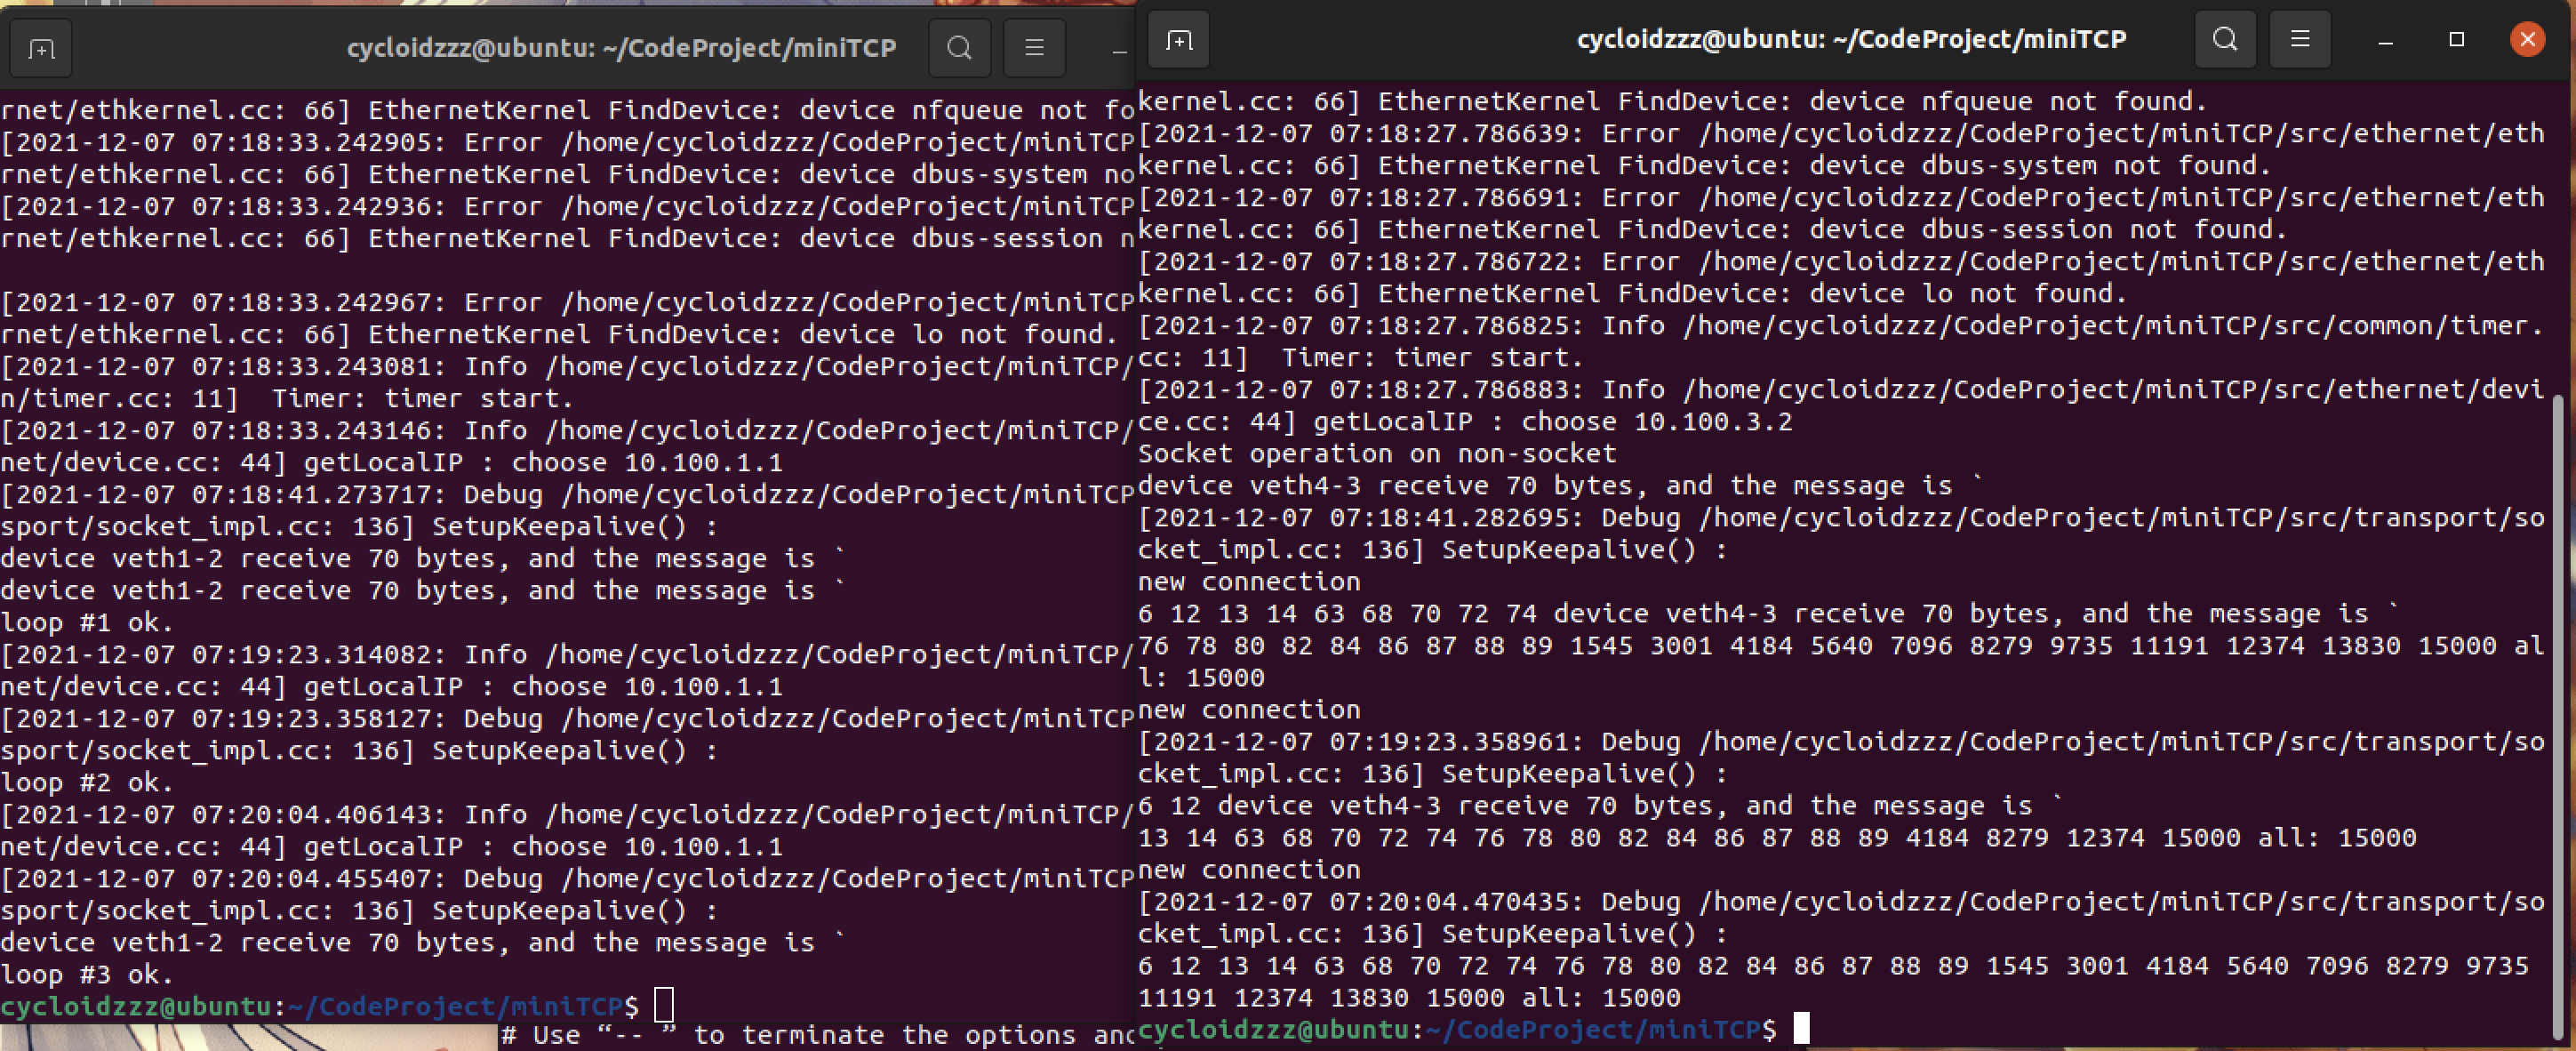 cycloidzzz@ubuntu: ~/CodeProject/miniTCP
rnet/ethkernel.cc: 66] EthernetKernel FindDevice: device nfqueue not fo
[2021-12-07 07:18:33.242905: Error /home/cycloidzzz/CodeProject/miniTCP
rnet/ethkernel.cc: 66] EthernetKernel FindDevice: device dbus-system no
[2021-12-07 07:18:33.242936: Error /home/cycloidzzz/CodeProject/miniTCP
rnet/ethkernel.cc: 66] EthernetKernel FindDevice: device dbus-session n
[2021-12-07 07:18:33.242967: Error /home/cycloidzzz/CodeProject/miniTCP
rnet/ethkernel.cc: 66] EthernetKernel FindDevice: device lo not found.
[2021-12-07 07:18:33.243081: Info /home/cycloidzzz/CodeProject/miniTCP/
n/timer.cc: 11]  Timer: timer start.
[2021-12-07 07:18:33.243146: Info /home/cycloidzzz/CodeProject/miniTCP/
net/device.cc: 44] getLocalIP : choose 10.100.1.1
[2021-12-07 07:18:41.273717: Debug /home/cycloidzzz/CodeProject/miniTCP
sport/socket_impl.cc: 136] SetupKeepalive() :
device veth1-2 receive 70 bytes, and the message is `
device veth1-2 receive 70 bytes, and the message is `
loop #1 ok.
[2021-12-07 07:19:23.314082: Info /home/cycloidzzz/CodeProject/miniTCP/
net/device.cc: 44] getLocalIP : choose 10.100.1.1
[2021-12-07 07:19:23.358127: Debug /home/cycloidzzz/CodeProject/miniTCP
sport/socket_impl.cc: 136] SetupKeepalive() :
loop #2 ok.
[2021-12-07 07:20:04.406143: Info /home/cycloidzzz/CodeProject/miniTCP/
net/device.cc: 44] getLocalIP : choose 10.100.1.1
[2021-12-07 07:20:04.455407: Debug /home/cycloidzzz/CodeProject/miniTCP
sport/socket_impl.cc: 136] SetupKeepalive() :
device veth1-2 receive 70 bytes, and the message is `
loop #3 ok.
cycloidzzz@ubuntu:~/CodeProject/miniTCP$
# Use “-- ” to terminate the options and
cycloidzzz@ubuntu: ~/CodeProject/miniTCP
kernel.cc: 66] EthernetKernel FindDevice: device nfqueue not found.
[2021-12-07 07:18:27.786639: Error /home/cycloidzzz/CodeProject/miniTCP/src/ethernet/eth
kernel.cc: 66] EthernetKernel FindDevice: device dbus-system not found.
[2021-12-07 07:18:27.786691: Error /home/cycloidzzz/CodeProject/miniTCP/src/ethernet/eth
kernel.cc: 66] EthernetKernel FindDevice: device dbus-session not found.
[2021-12-07 07:18:27.786722: Error /home/cycloidzzz/CodeProject/miniTCP/src/ethernet/eth
kernel.cc: 66] EthernetKernel FindDevice: device lo not found.
[2021-12-07 07:18:27.786825: Info /home/cycloidzzz/CodeProject/miniTCP/src/common/timer.
cc: 11]  Timer: timer start.
[2021-12-07 07:18:27.786883: Info /home/cycloidzzz/CodeProject/miniTCP/src/ethernet/devi
ce.cc: 44] getLocalIP : choose 10.100.3.2
Socket operation on non-socket
device veth4-3 receive 70 bytes, and the message is `
[2021-12-07 07:18:41.282695: Debug /home/cycloidzzz/CodeProject/miniTCP/src/transport/so
cket_impl.cc: 136] SetupKeepalive() :
new connection
6 12 13 14 63 68 70 72 74 device veth4-3 receive 70 bytes, and the message is `
76 78 80 82 84 86 87 88 89 1545 3001 4184 5640 7096 8279 9735 11191 12374 13830 15000 al
l: 15000
new connection
[2021-12-07 07:19:23.358961: Debug /home/cycloidzzz/CodeProject/miniTCP/src/transport/so
cket_impl.cc: 136] SetupKeepalive() :
6 12 device veth4-3 receive 70 bytes, and the message is `
13 14 63 68 70 72 74 76 78 80 82 84 86 87 88 89 4184 8279 12374 15000 all: 15000
new connection
[2021-12-07 07:20:04.470435: Debug /home/cycloidzzz/CodeProject/miniTCP/src/transport/so
cket_impl.cc: 136] SetupKeepalive() :
6 12 13 14 63 68 70 72 74 76 78 80 82 84 86 87 88 89 1545 3001 4184 5640 7096 8279 9735
11191 12374 13830 15000 all: 15000
cycloidzzz@ubuntu:~/CodeProject/miniTCP$